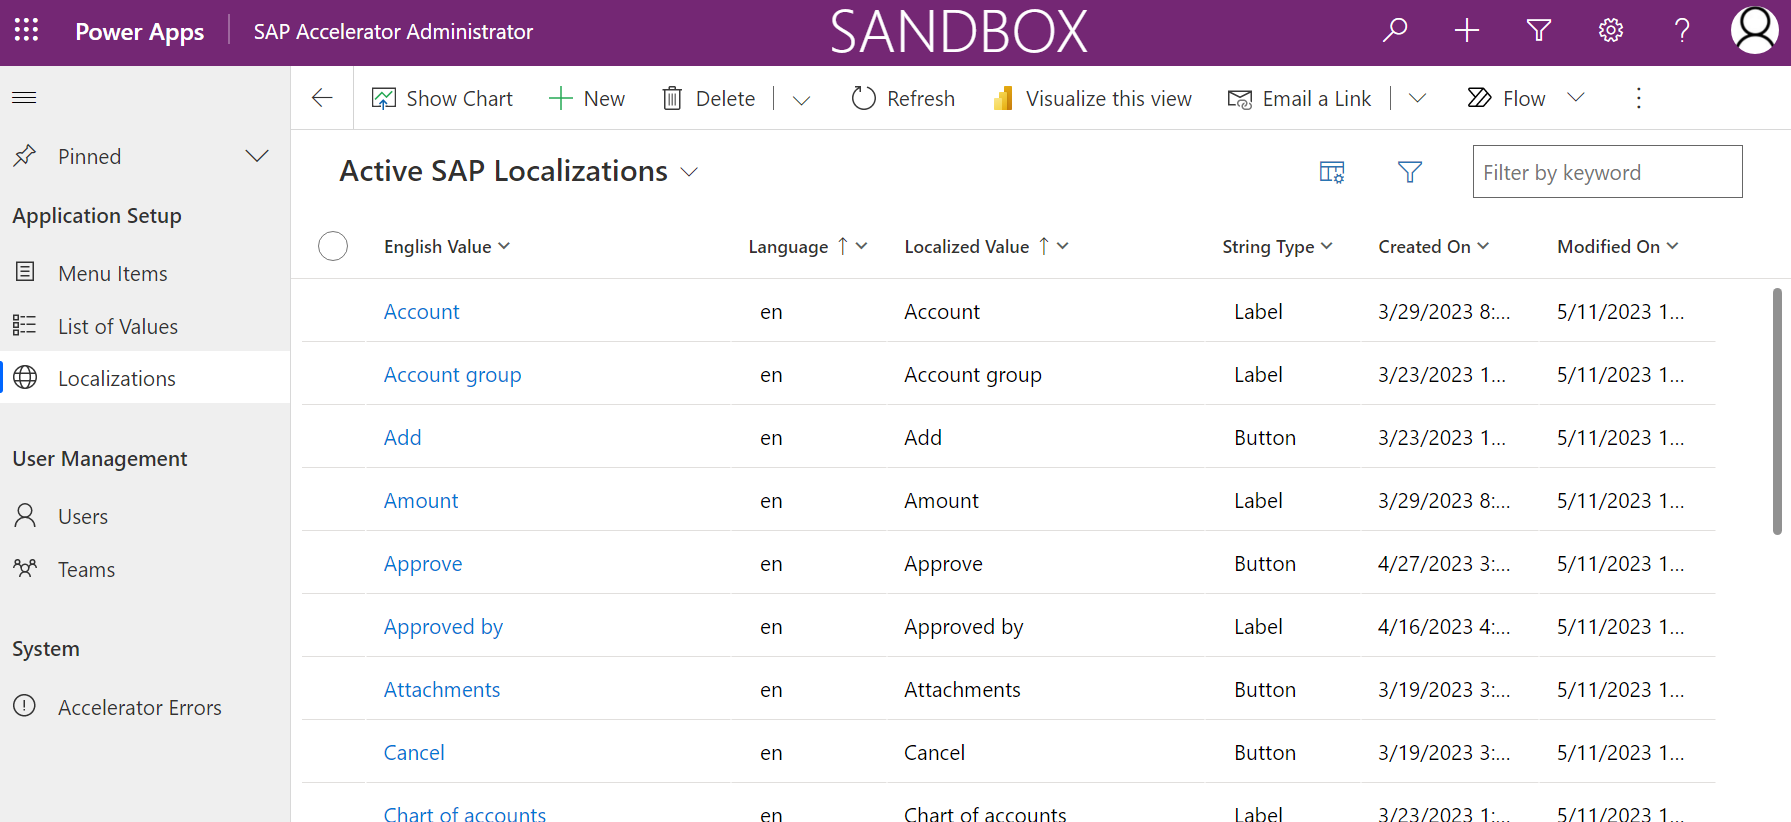 Power Apps SAP Accelerator Administrator SANDBOX
Show Chart New Delete Refresh Visualize this view Email a Link Flow
Pinned
Application Setup
Menu Items
List of Values
Localizations
User Management
Users
Teams
System
Accelerator Errors
Active SAP Localizations Filter by keyword
English Value Language Localized Value String Type Created On Modified On
Account en Account Label 3/29/2023 8:... 5/11/2023 1...
Account group en Account group Label 3/23/2023 1... 5/11/2023 1...
Add en Add Button 3/23/2023 1... 5/11/2023 1...
Amount en Amount Label 3/29/2023 8:... 5/11/2023 1...
Approve en Approve Button 4/27/2023 3:... 5/11/2023 1...
Approved by en Approved by Label 4/16/2023 4:... 5/11/2023 1...
Attachments en Attachments Button 3/19/2023 3:... 5/11/2023 1...
Cancel en Cancel Button 3/19/2023 3:... 5/11/2023 1...
Chart of accounts en Chart of accounts Label 3/23/2023 1:... 5/11/2023 1...